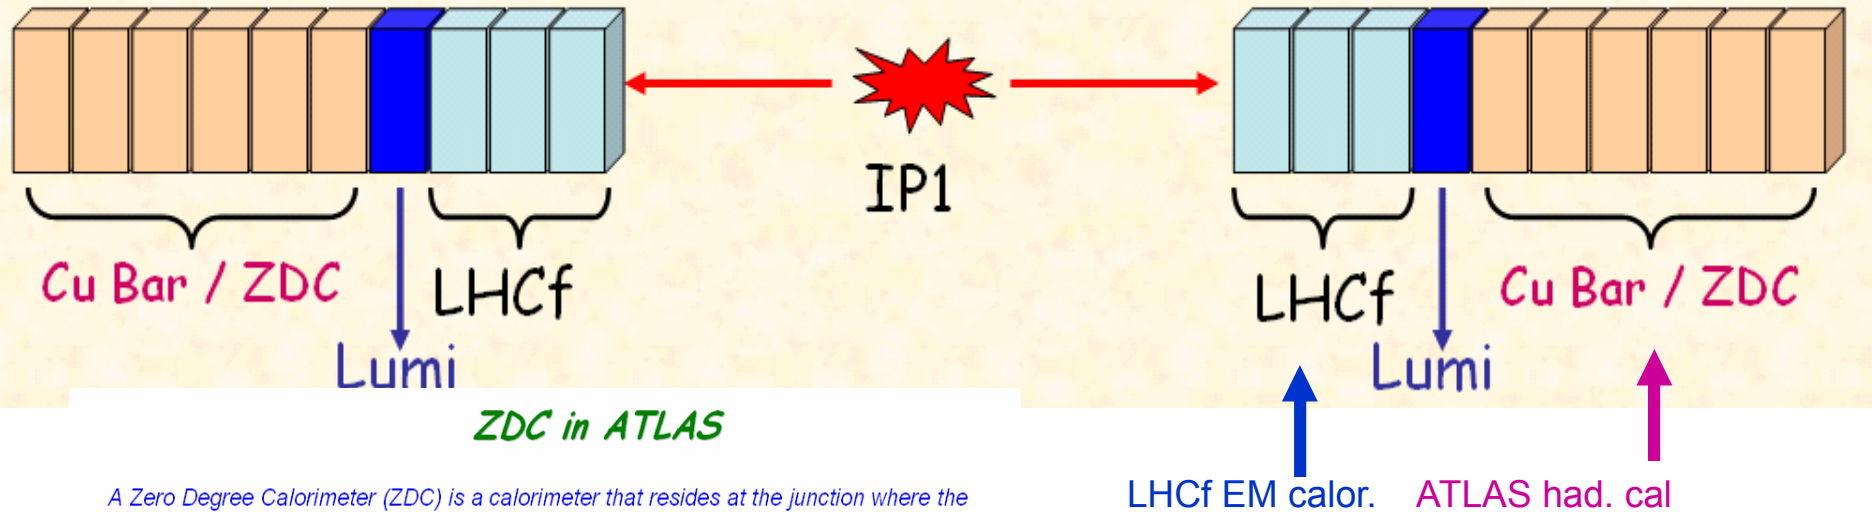 IP1
Cu Bar / ZDC
LHCf
LHCf
Cu Bar / ZDC
Lumi
Lumi
ZDC in ATLAS
A Zero Degree Calorimeter (ZDC) is a calorimeter that resides at the junction where the
LHCf EM calor.
ATLAS had. cal